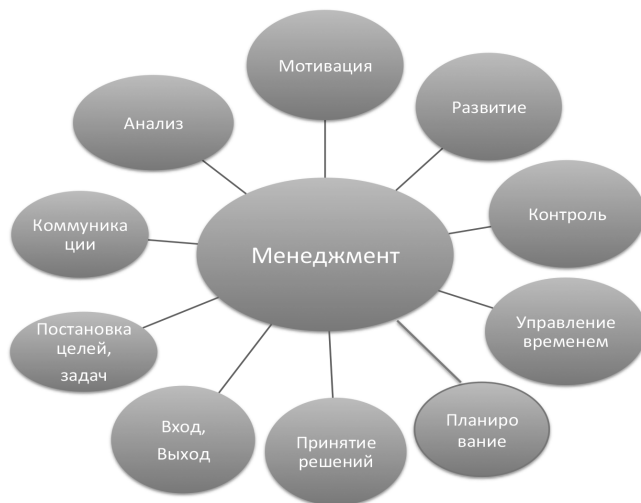 Мотивация
Развитие
Анализ
Контроль
Коммуника
ции
Менеджмент
Управление
временем
Постановка
целей,
задач
Планиро
вание
Вход,
Выход
Принятие
решений